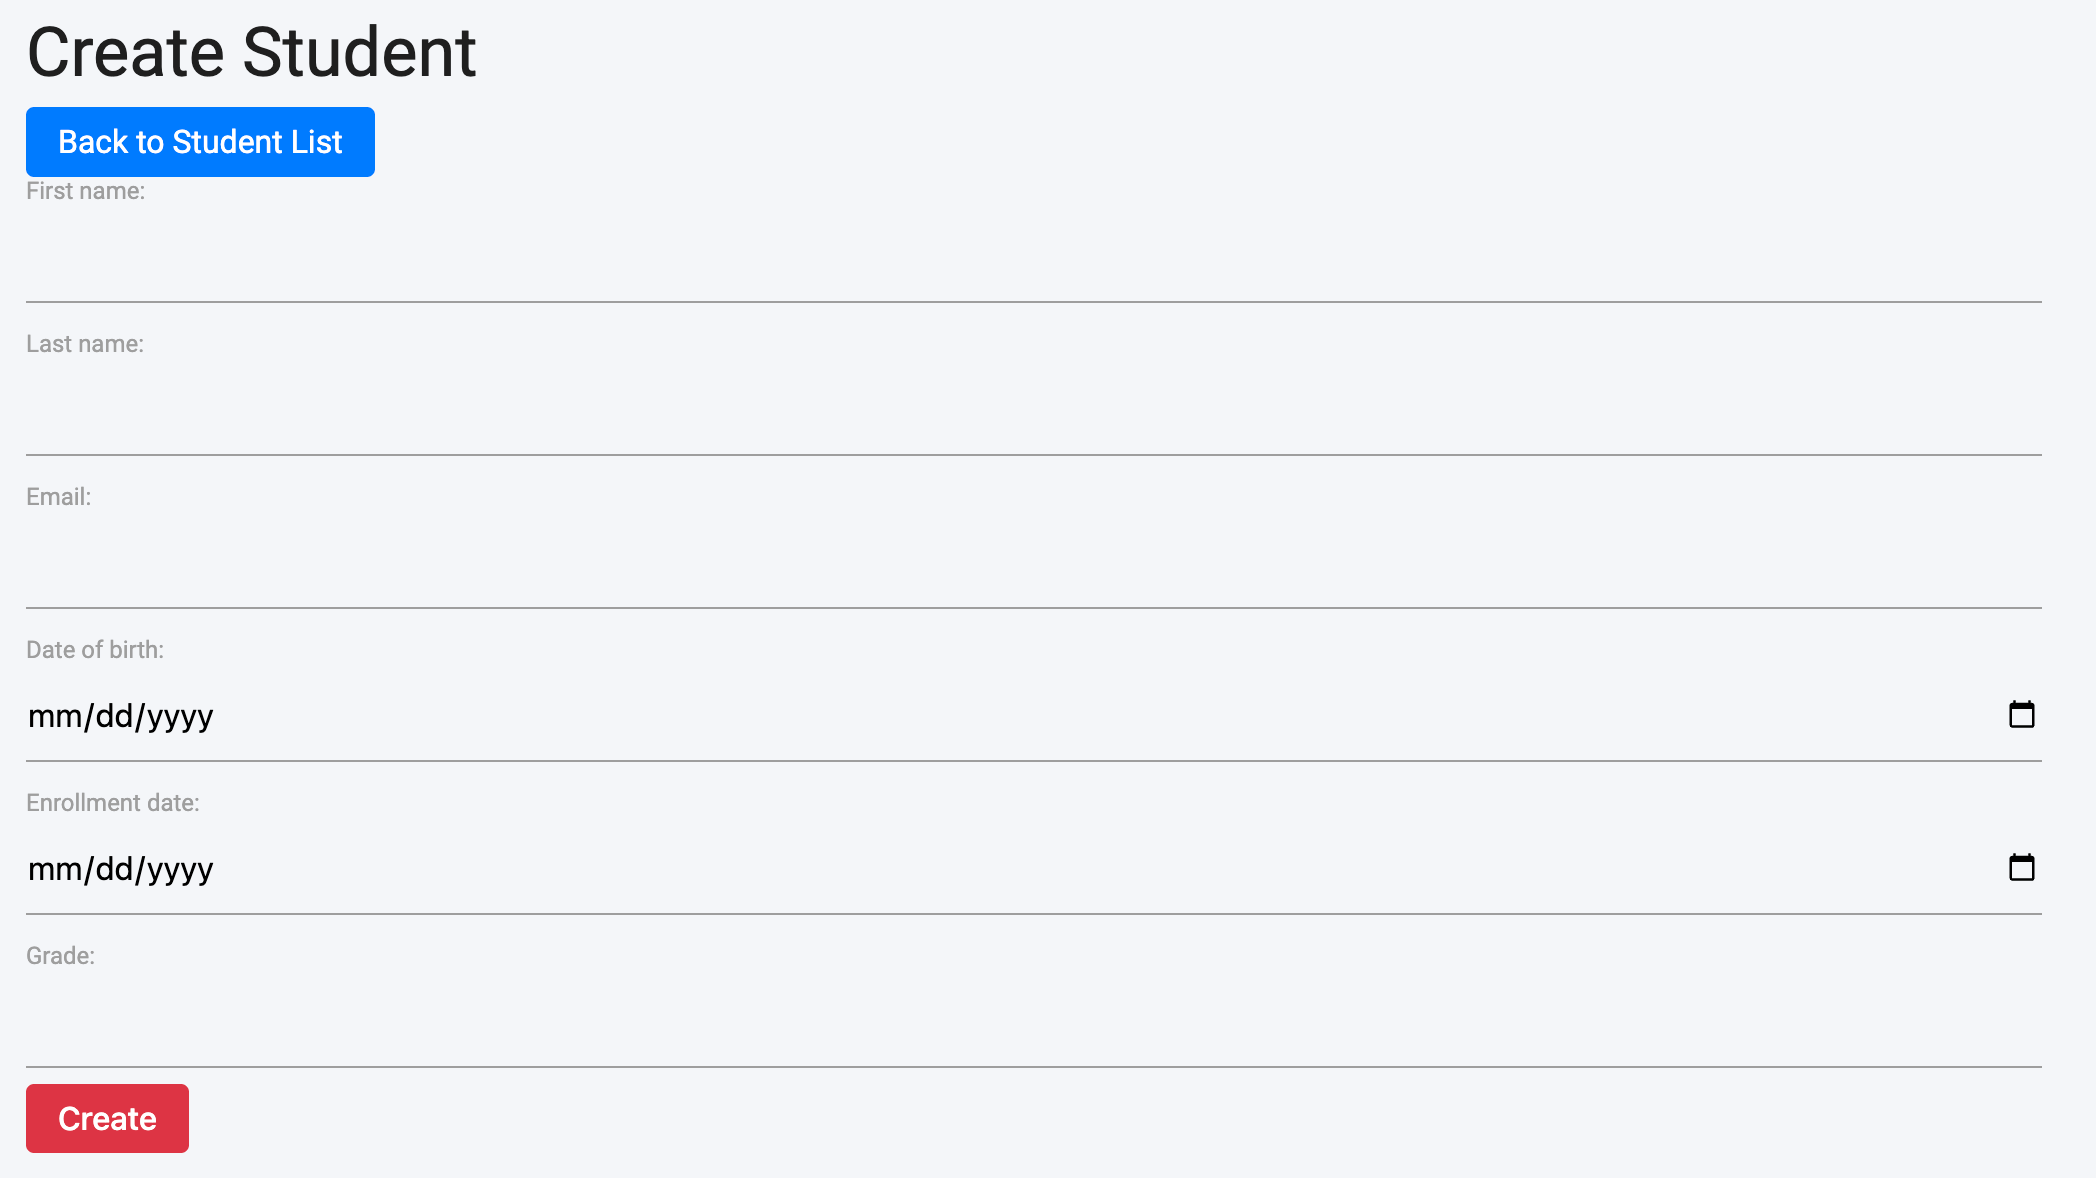 Create Student
Back to Student List
First name:
Last name:
Email:
Date of birth:
mm/dd/yyyy
Enrollment date:
mm/dd/yyyy
Grade:
Create